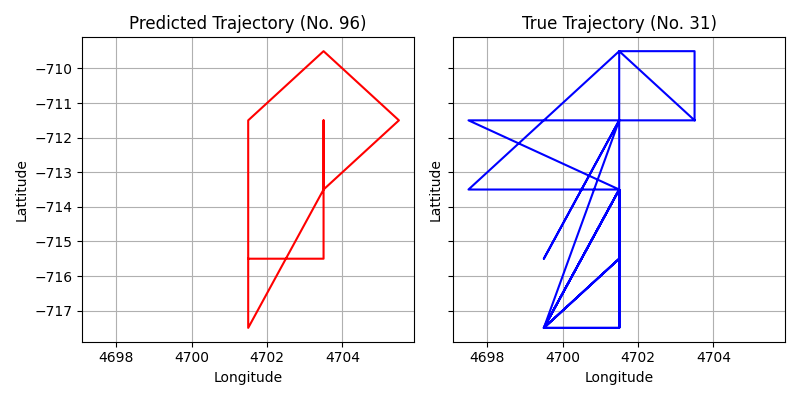 Predicted Trajectory (No. 96)
True Trajectory (No. 31)
Lattitude
−710
−711
−712
−713
−714
−715
−716
−717
4698 4700 4702 4704
Longitude
Lattitude
4698 4700 4702 4704
Longitude